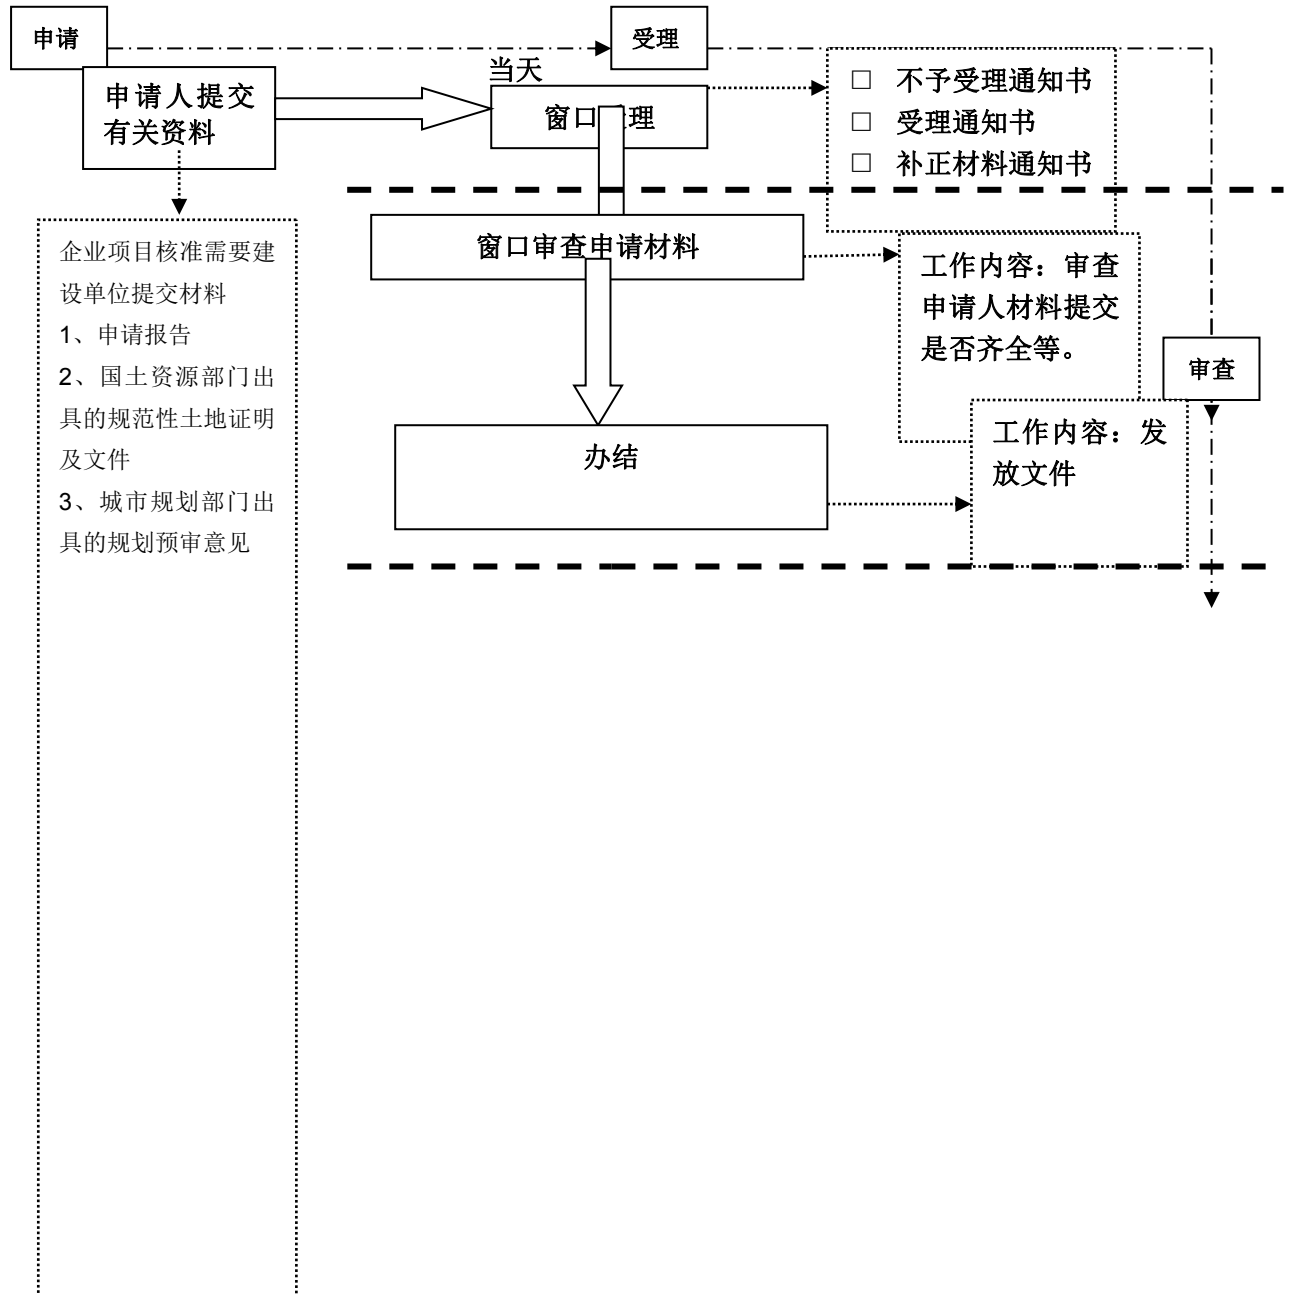 申请
受理
当天
申请人提交
有关资料
窗口 理
□ 不予受理通知书
□ 受理通知书
□ 补正材料通知书
窗口审查申请材料
工作内容：审查
申请人材料提交
是否齐全等。
审查
企业项目核准需要建
设单位提交材料
1、申请报告
2、国土资源部门出
具的规范性土地证明
及文件
3、城市规划部门出
具的规划预审意见
办结
工作内容：发
放文件